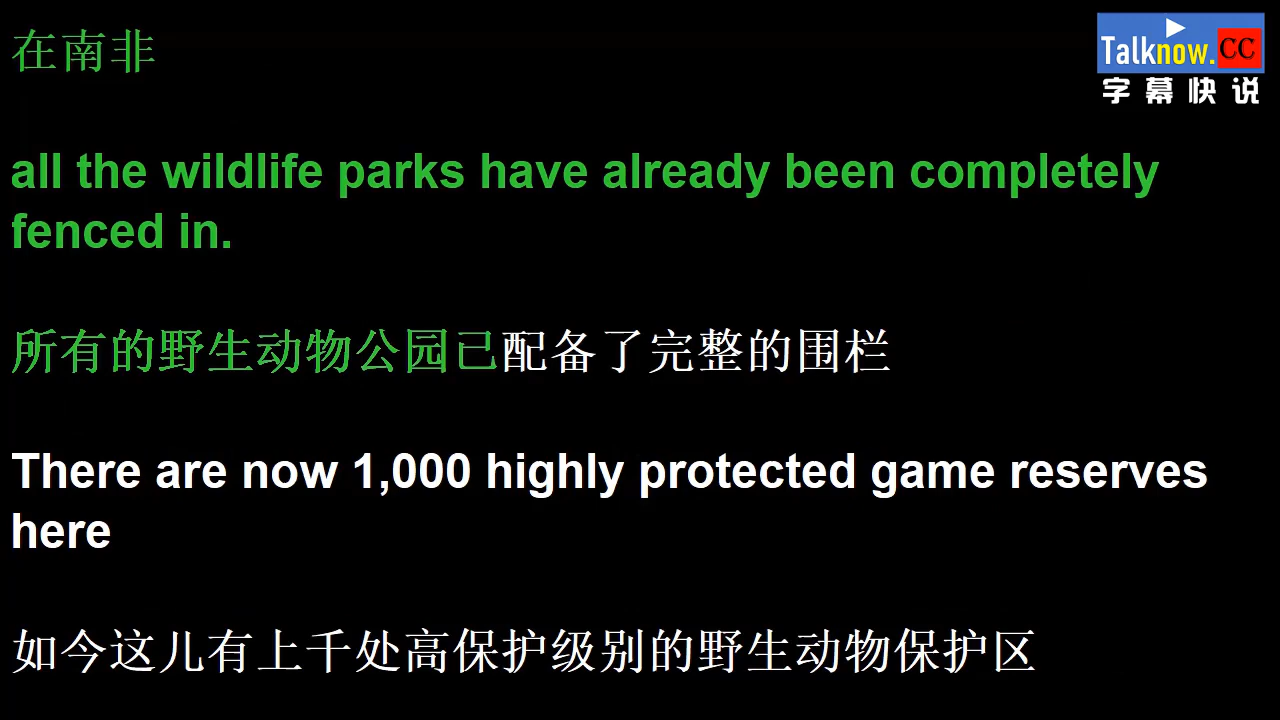 在南非
Talknow.CC
字幕快说
all the wildlife parks have already been completely
fenced in.
所有的野生动物公园已配备了完整的围栏
There are now 1,000 highly protected game reserves
here
如今这儿有上千处高保护级别的野生动物保护区